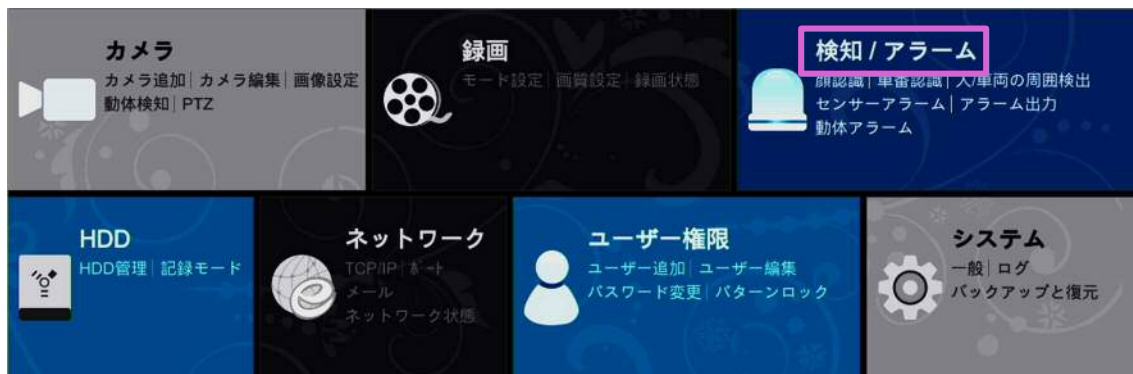 カメラ
カメラ追加│カメラ編集│画像設定
動体検知│PTZ
録画
モード設定│画質設定│録画状態
検知 / アラーム
顔認識│車番認識│人/車両の周囲検出
センサーアラーム│アラーム出力
動体アラーム
HDD
HDD管理│記録モード
ネットワーク
TCP/IP│ポート
メール
ネットワーク状態
ユーザー権限
ユーザー追加│ユーザー編集
パスワード変更│パターンロック
システム
一般│ログ
バックアップと復元